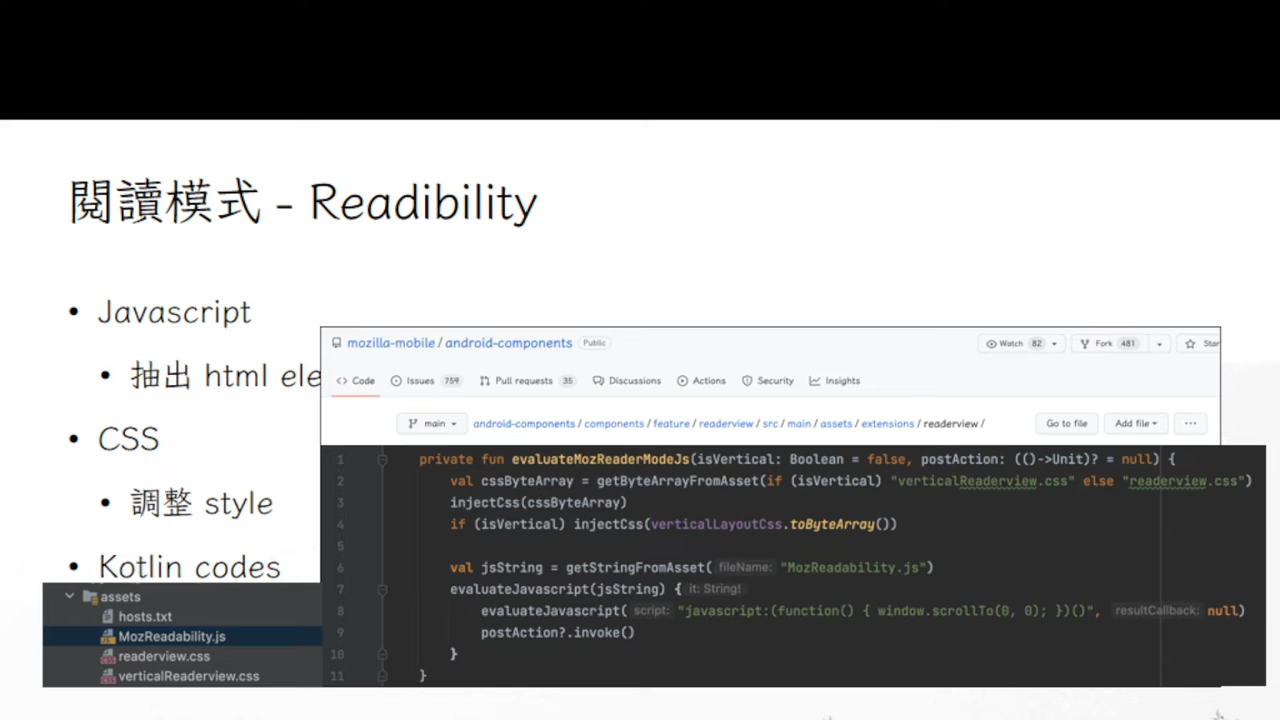 閱讀模式 - Readibility
• Javascript
• 抽出 html ele
• CSS
• 調整 style
• Kotlin codes
mozilla-mobile / android-components Public
Watch 82
Fork 481
Star
Code
Issues 759
Pull requests 35
Discussions
Actions
Security
Insights
main
android-components / components / feature / readerview / src / main / assets / extensions / readerview /
Go to file
Add file
...
1 private fun evaluateMozReaderModeJs(isVertical: Boolean = false, postAction: (()->Unit)? = null) {
2 val cssByteArray = getByteArrayFromAsset(if (isVertical) "verticalReaderview.css" else "readerview.css")
3 injectCss(cssByteArray)
4 if (isVertical) injectCss(verticalLayoutCss.toByteArray())
5
6 val jsString = getStringFromAsset( fileName: "MozReadability.js")
7 evaluateJavascript(jsString) { it: String!
8 evaluateJavascript( script: "javascript:(function() { window.scrollTo(0, 0); })()", resultCallback: null)
9 postAction?.invoke()
10 }
11 }
assets
hosts.txt
MozReadability.js
readerview.css
verticalReaderview.css